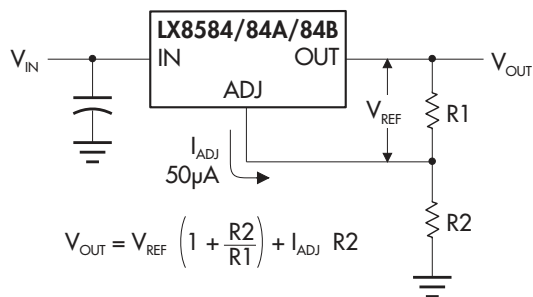 LX8584/84A/84B
V_IN
IN
OUT
V_OUT
ADJ
V_REF
R1
I_ADJ
50µA
R2
V_OUT = V_REF (1 + R2/R1) + I_ADJ R2